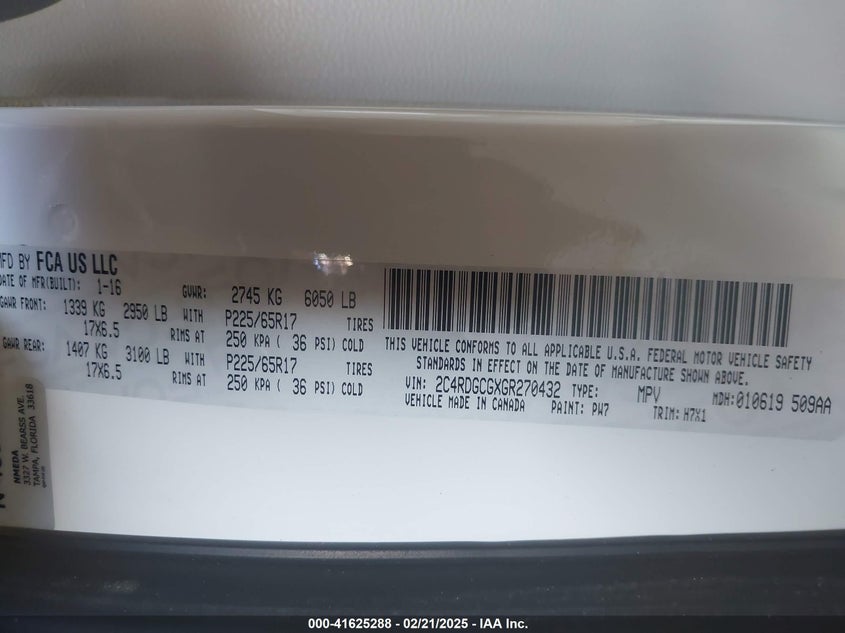 MFD BY FCA US LLC
DATE OF MFR(BUILT): 1-16 GVWR: 2745 KG 6050 LB
GAWR FRONT: 1339 KG 2950 LB WITH P225/65R17 TIRES
17X6.5 RIMS AT 250 KPA ( 36 PSI) COLD
GAWR REAR: 1407 KG 3100 LB WITH P225/65R17 TIRES
17X6.5 RIMS AT 250 KPA ( 36 PSI) COLD
THIS VEHICLE CONFORMS TO ALL APPLICABLE U.S.A. FEDERAL MOTOR VEHICLE SAFETY
STANDARDS IN EFFECT ON THE DATE OF MANUFACTURE SHOWN ABOVE.
VIN: 2C4RDGCGXGR270432 TYPE: MPV MDH:010619 509AA
VEHICLE MADE IN CANADA PAINT: PW7 TRIM: H7X1
NMEDA
3327 W. BEARSS AVE.
TAMPA, FLORIDA 33618
000-41625288 - 02/21/2025 - IAA Inc.